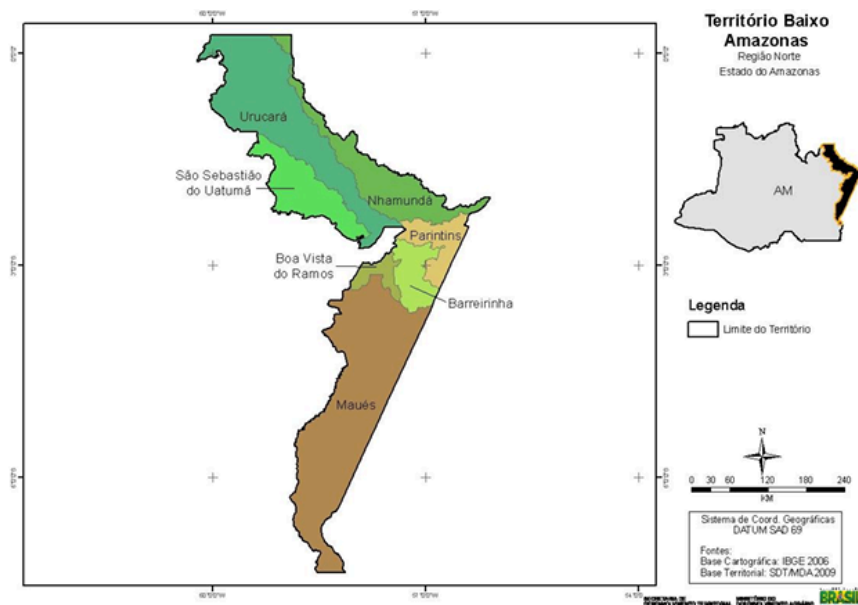 Território Baixo
Amazonas
Região Norte
Estado do Amazonas
Urucará
São Sebastião
do Uatumã
Nhamundá
Parintins
Boa Vista
do Ramos
Barreirinha
Maués
AM
Legenda
Limite do Território
N
0 30 60 120 180 240
KM
Sistema de Coord. Geográficas
DATUM SAD 69
Fontes:
Base Cartográfica: IBGE 2006
Base Territorial: SDT/MDA 2009
BRASIL